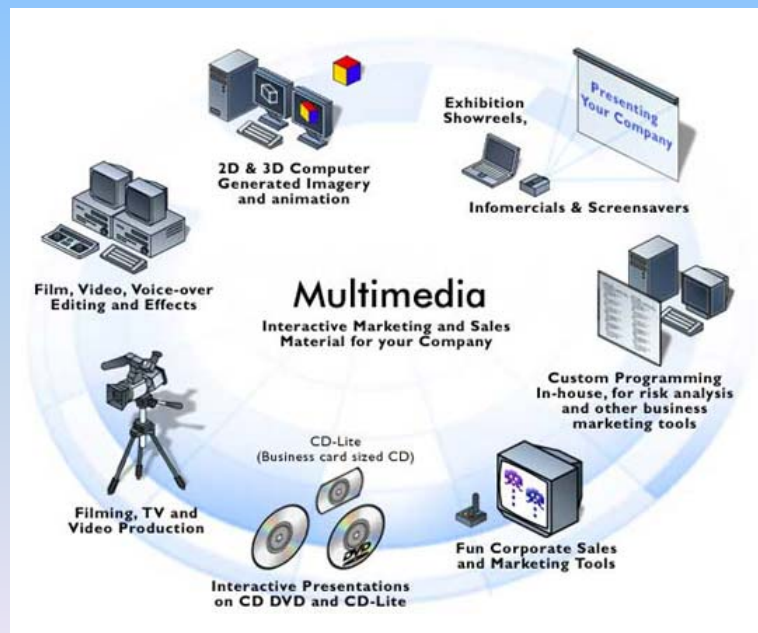 2D & 3D Computer
Generated Imagery
and animation
Exhibition
Showreels,
Presenting
Your Company
Infomercials & Screensavers
Film, Video, Voice-over
Editing and Effects
Multimedia
Interactive Marketing and Sales
Material for your Company
Custom Programming
In-house, for risk analysis
and other business
marketing tools
Filming, TV and
Video Production
CD-Lite
(Business card sized CD)
DVD
Interactive Presentations
on CD DVD and CD-Lite
Fun Corporate Sales
and Marketing Tools